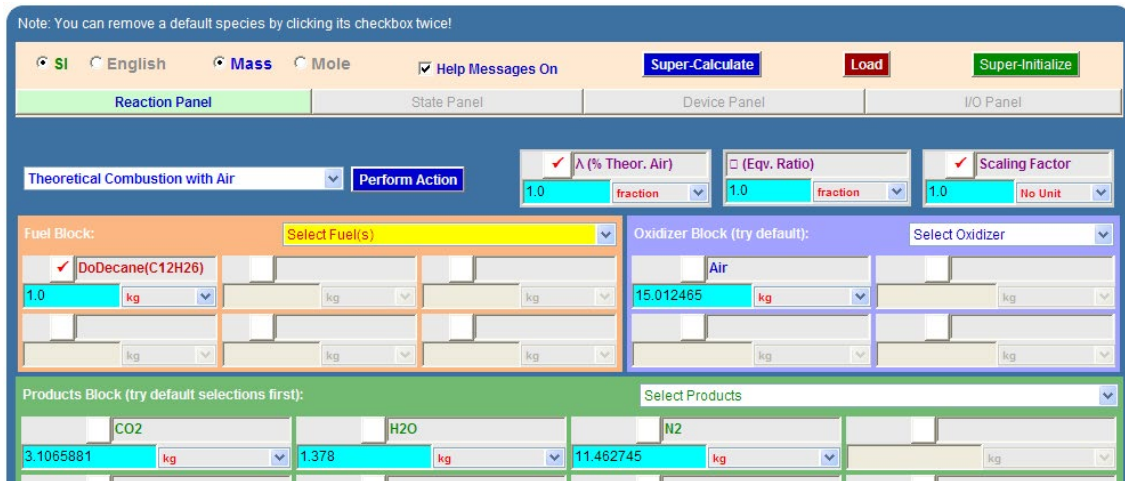 Note: You can remove a default species by clicking its checkbox twice!
SI English Mass Mole Help Messages On Super-Calculate Load Super-Initialize
Reaction Panel State Panel Device Panel I/O Panel
Λ (% Theor. Air) □ (Eqv. Ratio) Scaling Factor
Theoretical Combustion with Air Perform Action
1.0 fraction 1.0 fraction 1.0 No Unit
Fuel Block: Select Fuel(s) Oxidizer Block (try default): Select Oxidizer
DoDecane(C12H26) Air
1.0 kg kg kg 15.012465 kg kg
kg kg kg kg kg
Products Block (try default selections first): Select Products
CO2 H2O N2
3.1065881 kg 1.378 kg 11.462745 kg kg